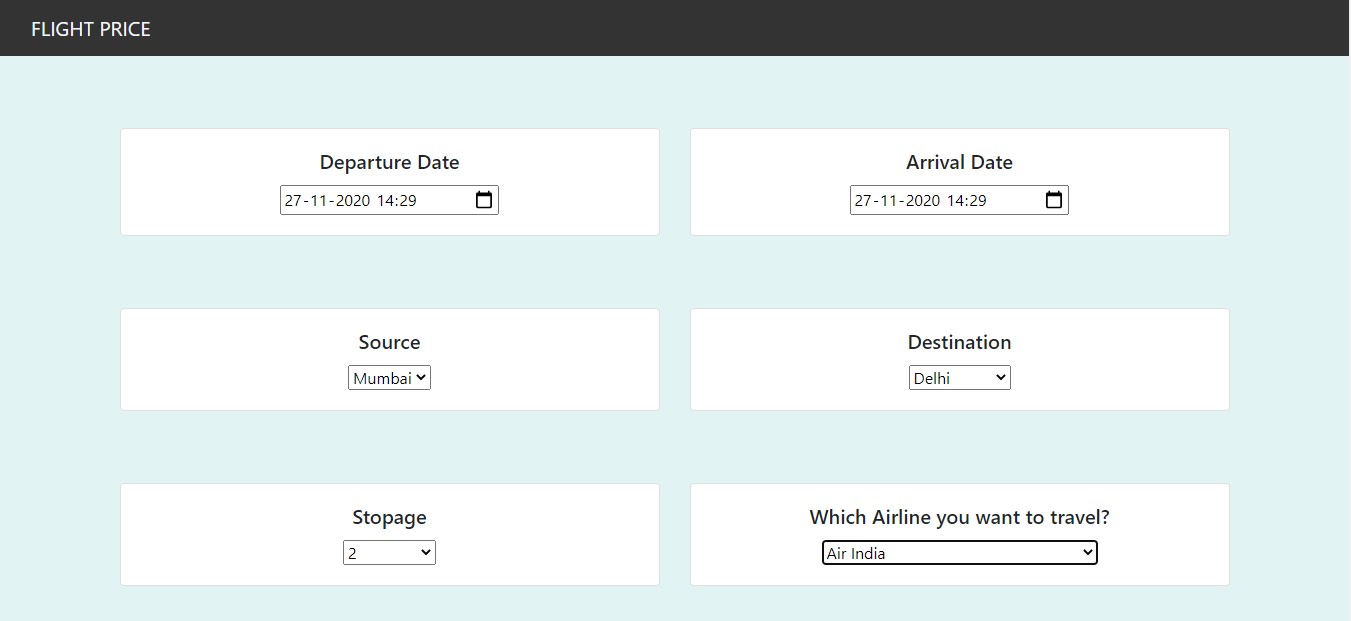 FLIGHT PRICE
Departure Date
27-11-2020 14:29
Arrival Date
27-11-2020 14:29
Source
Mumbai
Destination
Delhi
Stopage
2
Which Airline you want to travel?
Air India